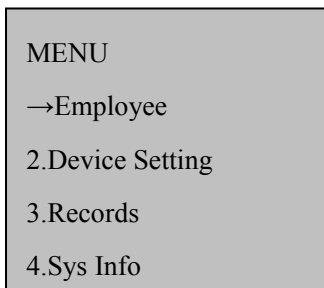 MENU
→Employee
2.Device Setting
3.Records
4.Sys Info